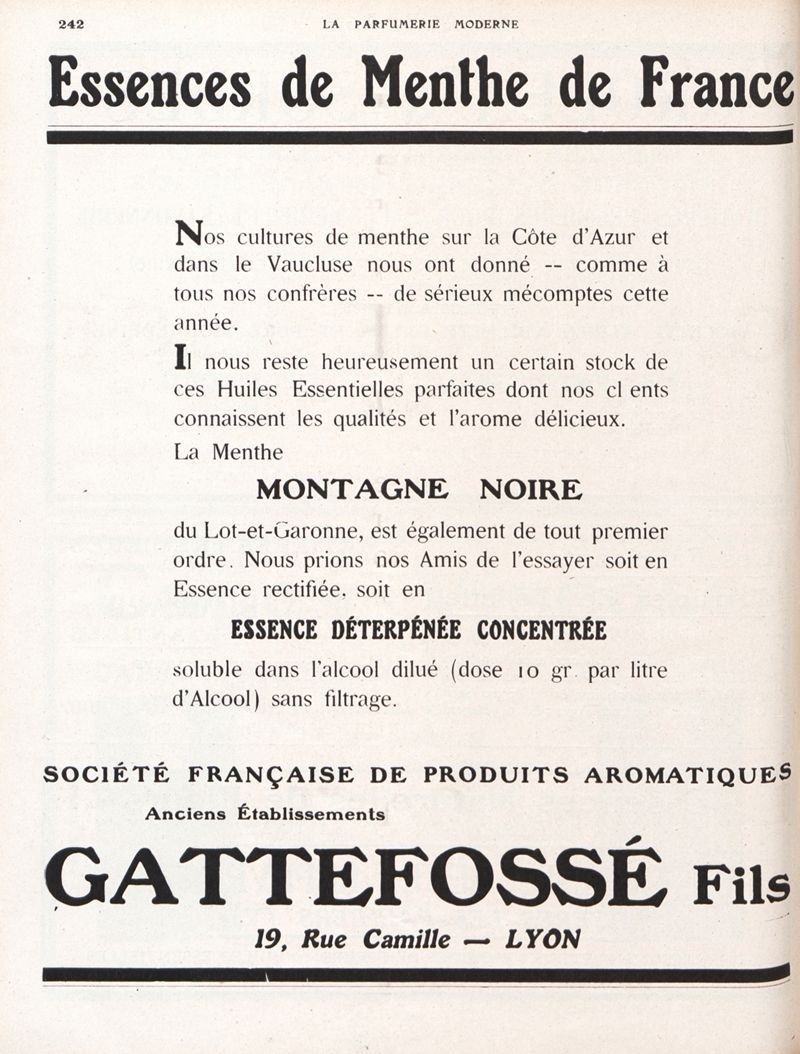 242
LA PARFUMERIE MODERNE
Essences de Menthe de France
Nos cultures de menthe sur la Côte d'Azur et
dans le Vaucluse nous ont donné -- comme à
tous nos confrères -- de sérieux mécomptes cette
année.
Il nous reste heureusement un certain stock de
ces Huiles Essentielles parfaites dont nos cl ents
connaissent les qualités et l'arome délicieux.
La Menthe
MONTAGNE NOIRE
du Lot-et-Garonne, est également de tout premier
ordre. Nous prions nos Amis de l'essayer soit en
Essence rectifiée, soit en
ESSENCE DÉTERPÉNÉE CONCENTRÉE
soluble dans l'alcool dilué (dose 10 gr. par litre
d'Alcool) sans filtrage.
SOCIÉTÉ FRANÇAISE DE PRODUITS AROMATIQUES
Anciens Établissements
GATTEFOSSÉ Fils
19, Rue Camille — LYON